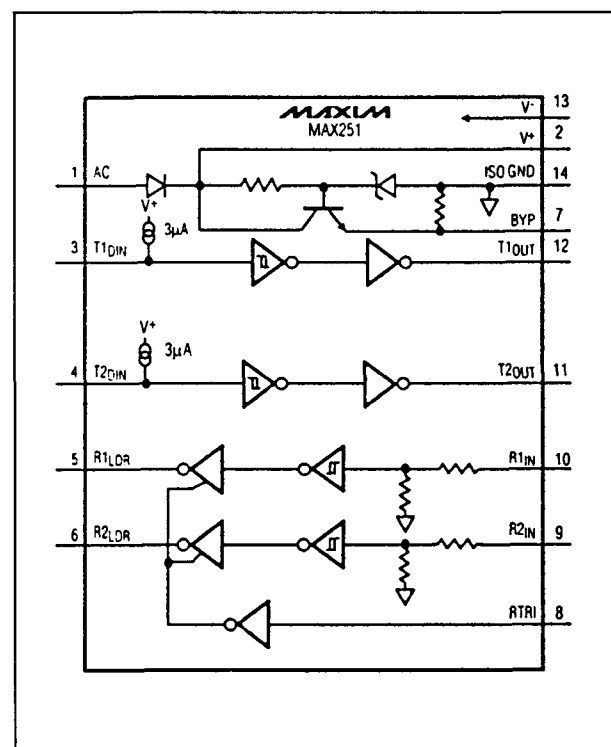 MAXIM
MAX251
V- 13
V+ 2
1 AC
ISO GND 14
BYP 7
V+
3µA
3 T1DIN
T1OUT 12
V+
3µA
4 T2DIN
T2OUT 11
5 R1LDR
R1IN 10
6 R2LDR
R2IN 9
RTRI 8